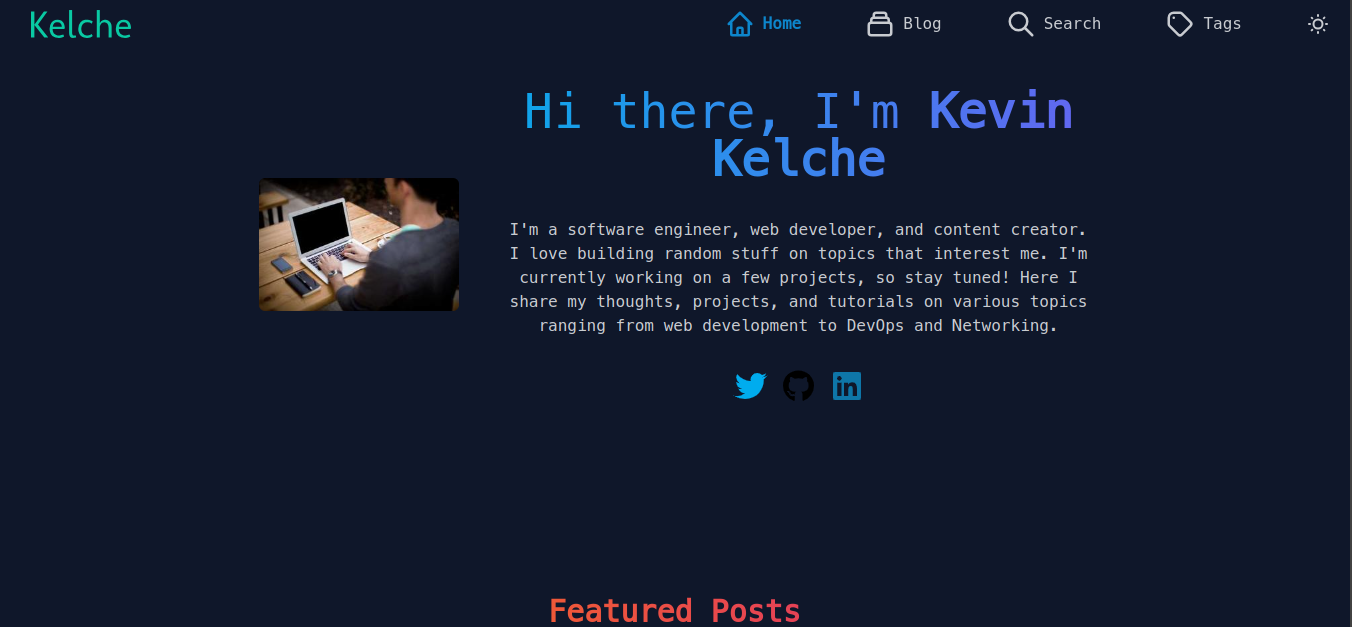 Kelche
Home
Blog
Search
Tags
Hi there, I'm Kevin
Kelche
I'm a software engineer, web developer, and content creator.
I love building random stuff on topics that interest me. I'm
currently working on a few projects, so stay tuned! Here I
share my thoughts, projects, and tutorials on various topics
ranging from web development to DevOps and Networking.
in
Featured Posts